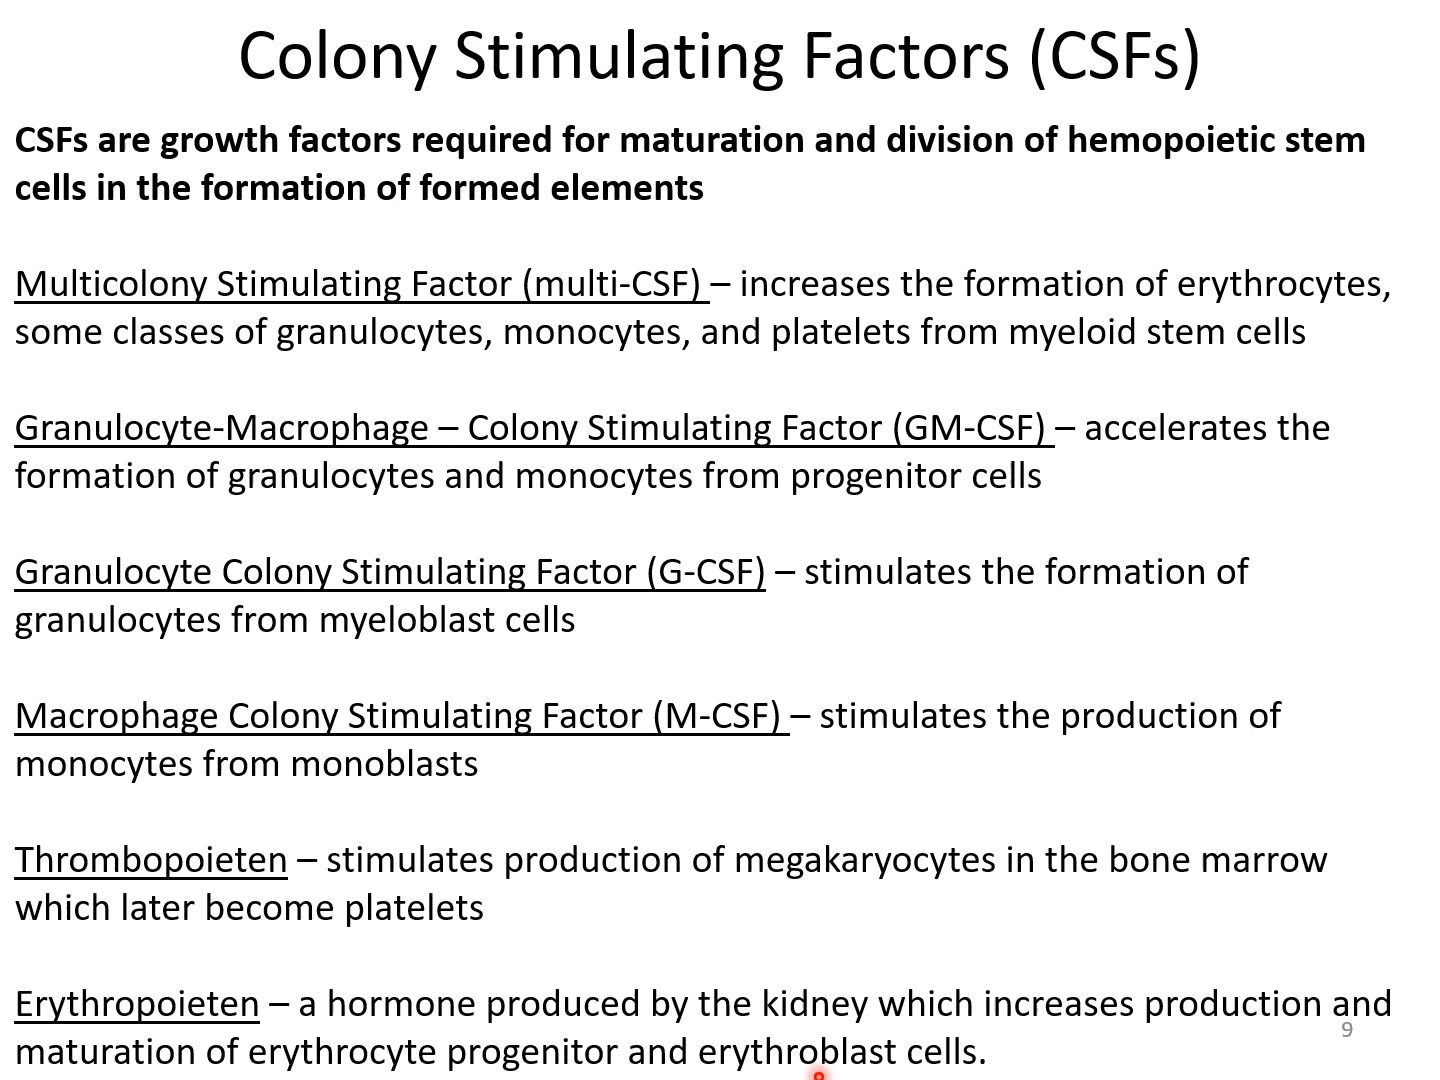 Colony Stimulating Factors (CSFs)
CSFs are growth factors required for maturation and division of hemopoietic stem
cells in the formation of formed elements
Multicolony Stimulating Factor (multi-CSF) – increases the formation of erythrocytes,
some classes of granulocytes, monocytes, and platelets from myeloid stem cells
Granulocyte-Macrophage – Colony Stimulating Factor (GM-CSF) – accelerates the
formation of granulocytes and monocytes from progenitor cells
Granulocyte Colony Stimulating Factor (G-CSF) – stimulates the formation of
granulocytes from myeloblast cells
Macrophage Colony Stimulating Factor (M-CSF) – stimulates the production of
monocytes from monoblasts
Thrombopoieten – stimulates production of megakaryocytes in the bone marrow
which later become platelets
Erythropoieten – a hormone produced by the kidney which increases production and
maturation of erythrocyte progenitor and erythroblast cells.
9